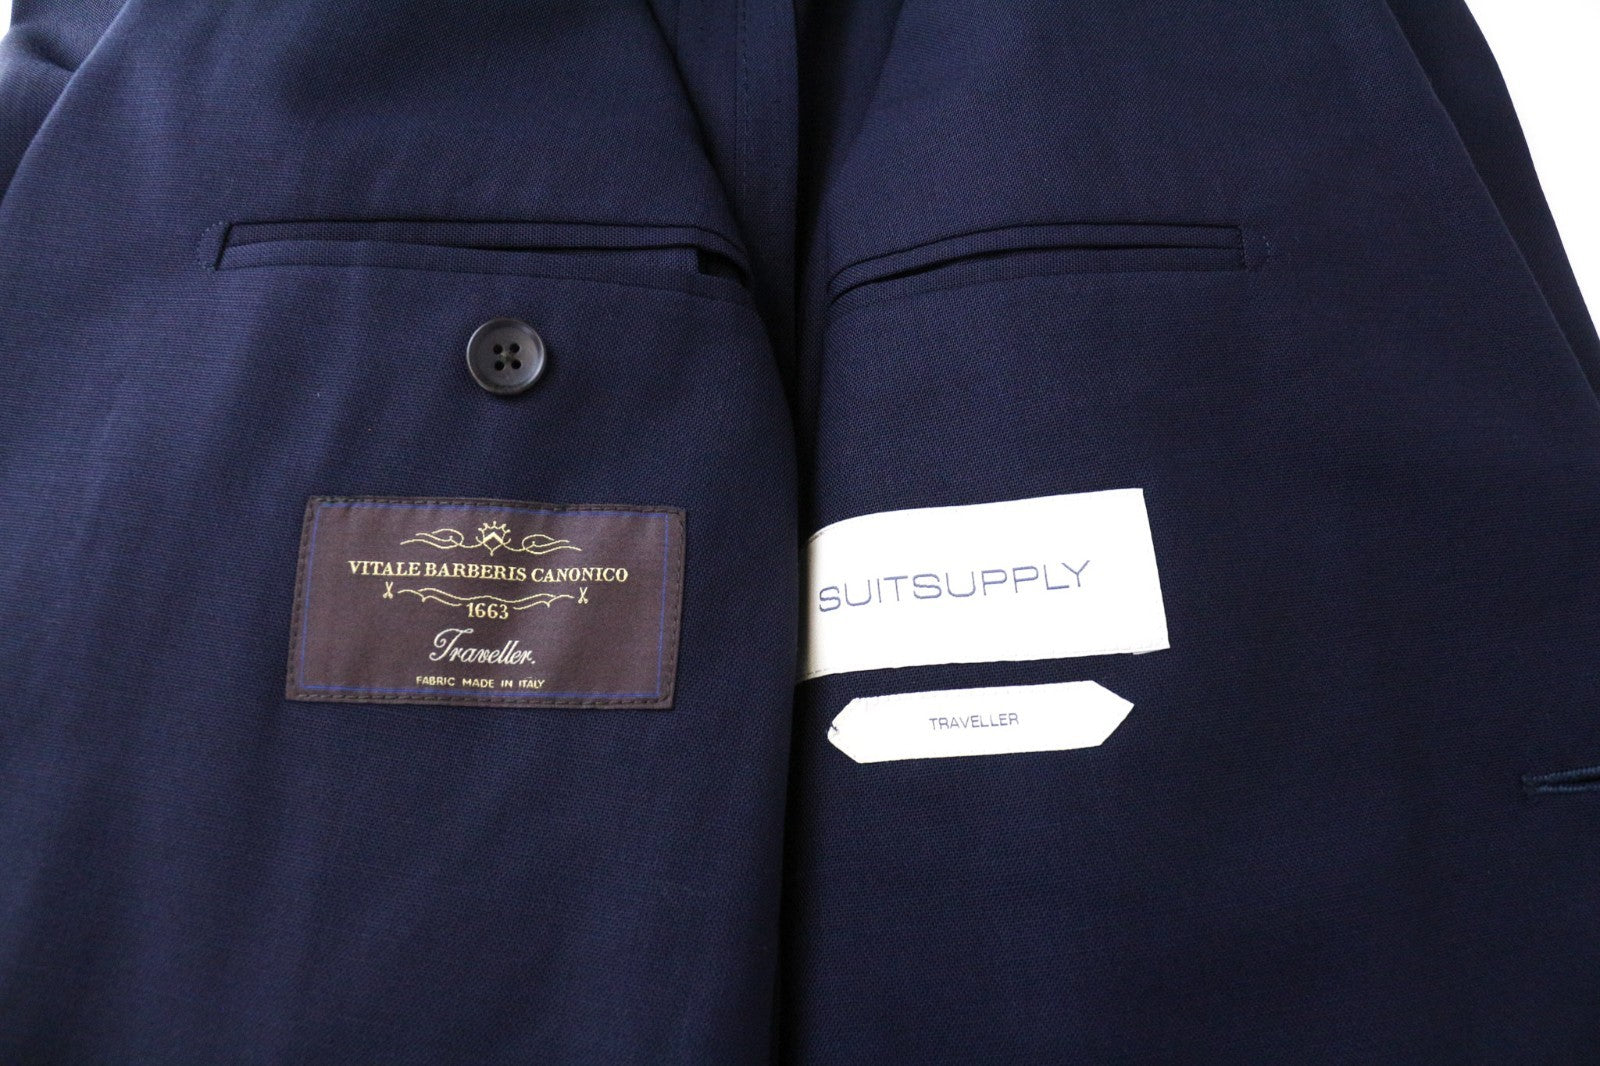 VITALE BARBERIS CANONICO
1663
Traveller.
FABRIC MADE IN ITALY
SUITSUPPLY
TRAVELLER